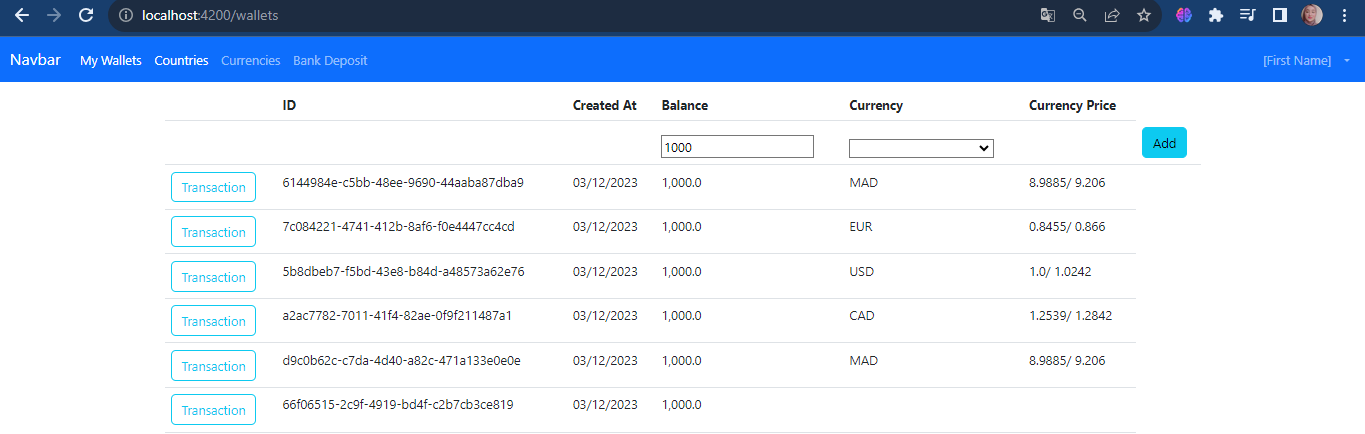 localhost:4200/wallets
Navbar My Wallets Countries Currencies Bank Deposit [First Name]
ID Created At Balance Currency Currency Price
1000 Add
Transaction 6144984e-c5bb-48ee-9690-44aaba87dba9 03/12/2023 1,000.0 MAD 8.9885/ 9.206
Transaction 7c084221-4741-412b-8af6-f0e4447cc4cd 03/12/2023 1,000.0 EUR 0.8455/ 0.866
Transaction 5b8dbeb7-f5bd-43e8-b84d-a48573a62e76 03/12/2023 1,000.0 USD 1.0/ 1.0242
Transaction a2ac7782-7011-41f4-82ae-0f9f211487a1 03/12/2023 1,000.0 CAD 1.2539/ 1.2842
Transaction d9c0b62c-c7da-4d40-a82c-471a133e0e0e 03/12/2023 1,000.0 MAD 8.9885/ 9.206
Transaction 66f06515-2c9f-4919-bd4f-c2b7cb3ce819 03/12/2023 1,000.0